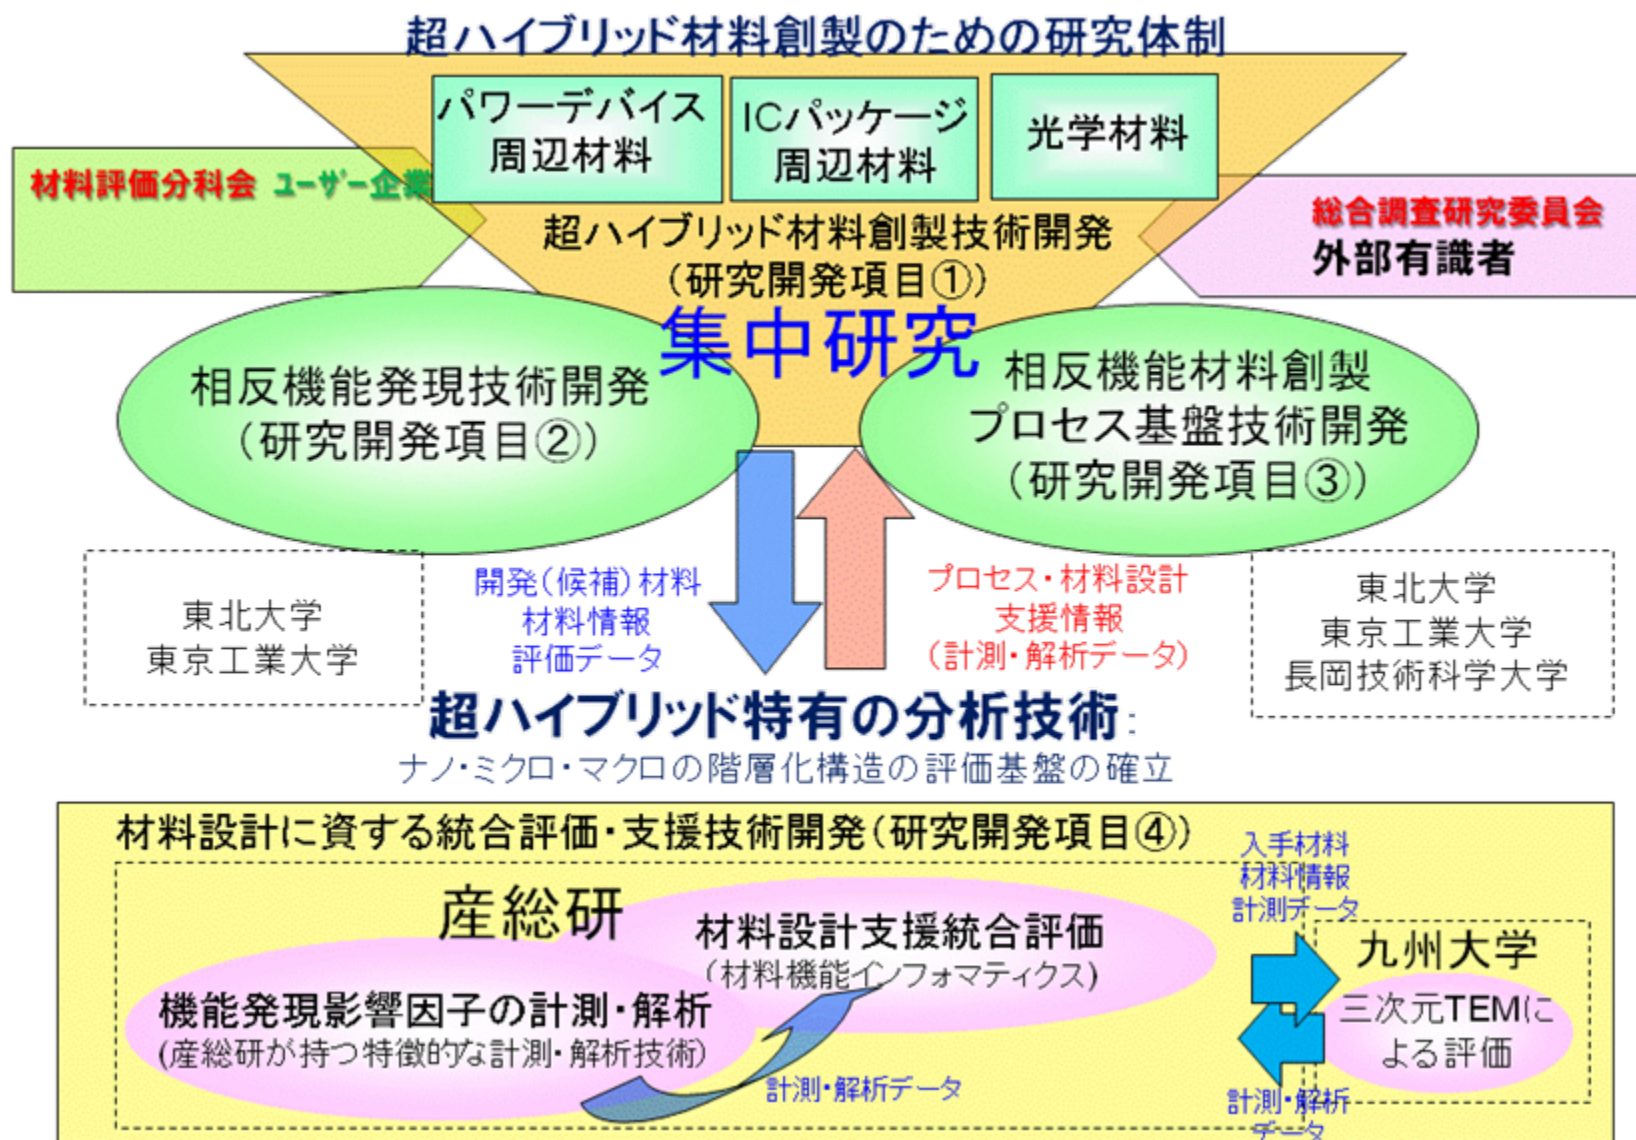 超ハイブリッド材料創製のための研究体制
パワーデバイス
周辺材料
ICパッケージ
周辺材料
光学材料
材料評価分科会 ユーザー企業
総合調査研究委員会
外部有識者
超ハイブリッド材料創製技術開発
(研究開発項目①)
集中研究
相反機能発現技術開発
(研究開発項目②)
相反機能材料創製
プロセス基盤技術開発
(研究開発項目③)
東北大学
東京工業大学
開発(候補)材料
材料情報
評価データ
プロセス・材料設計
支援情報
(計測・解析データ)
東北大学
東京工業大学
長岡技術科学大学
超ハイブリッド特有の分析技術:
ナノ・ミクロ・マクロの階層化構造の評価基盤の確立
材料設計に資する統合評価・支援技術開発(研究開発項目④)
産総研
材料設計支援統合評価
(材料機能インフォマティクス)
機能発現影響因子の計測・解析
(産総研が持つ特徴的な計測・解析技術)
計測・解析データ
入手材料
材料情報
計測データ
九州大学
三次元TEMに
よる評価
計測・解析
データ